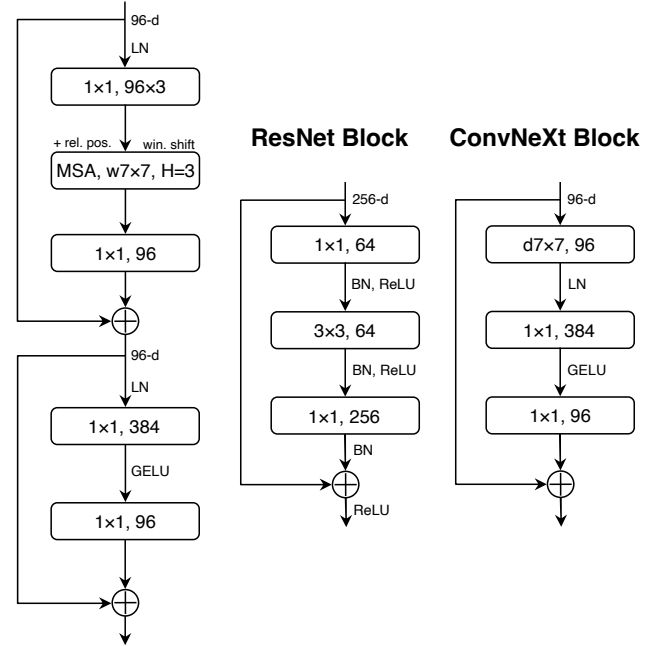 96-d
LN
1×1, 96×3
+ rel. pos. win. shift
MSA, w7×7, H=3
1×1, 96
96-d
LN
1×1, 384
GELU
1×1, 96
ResNet Block
256-d
1×1, 64
BN, ReLU
3×3, 64
BN, ReLU
1×1, 256
BN
ReLU
ConvNeXt Block
96-d
d7×7, 96
LN
1×1, 384
GELU
1×1, 96